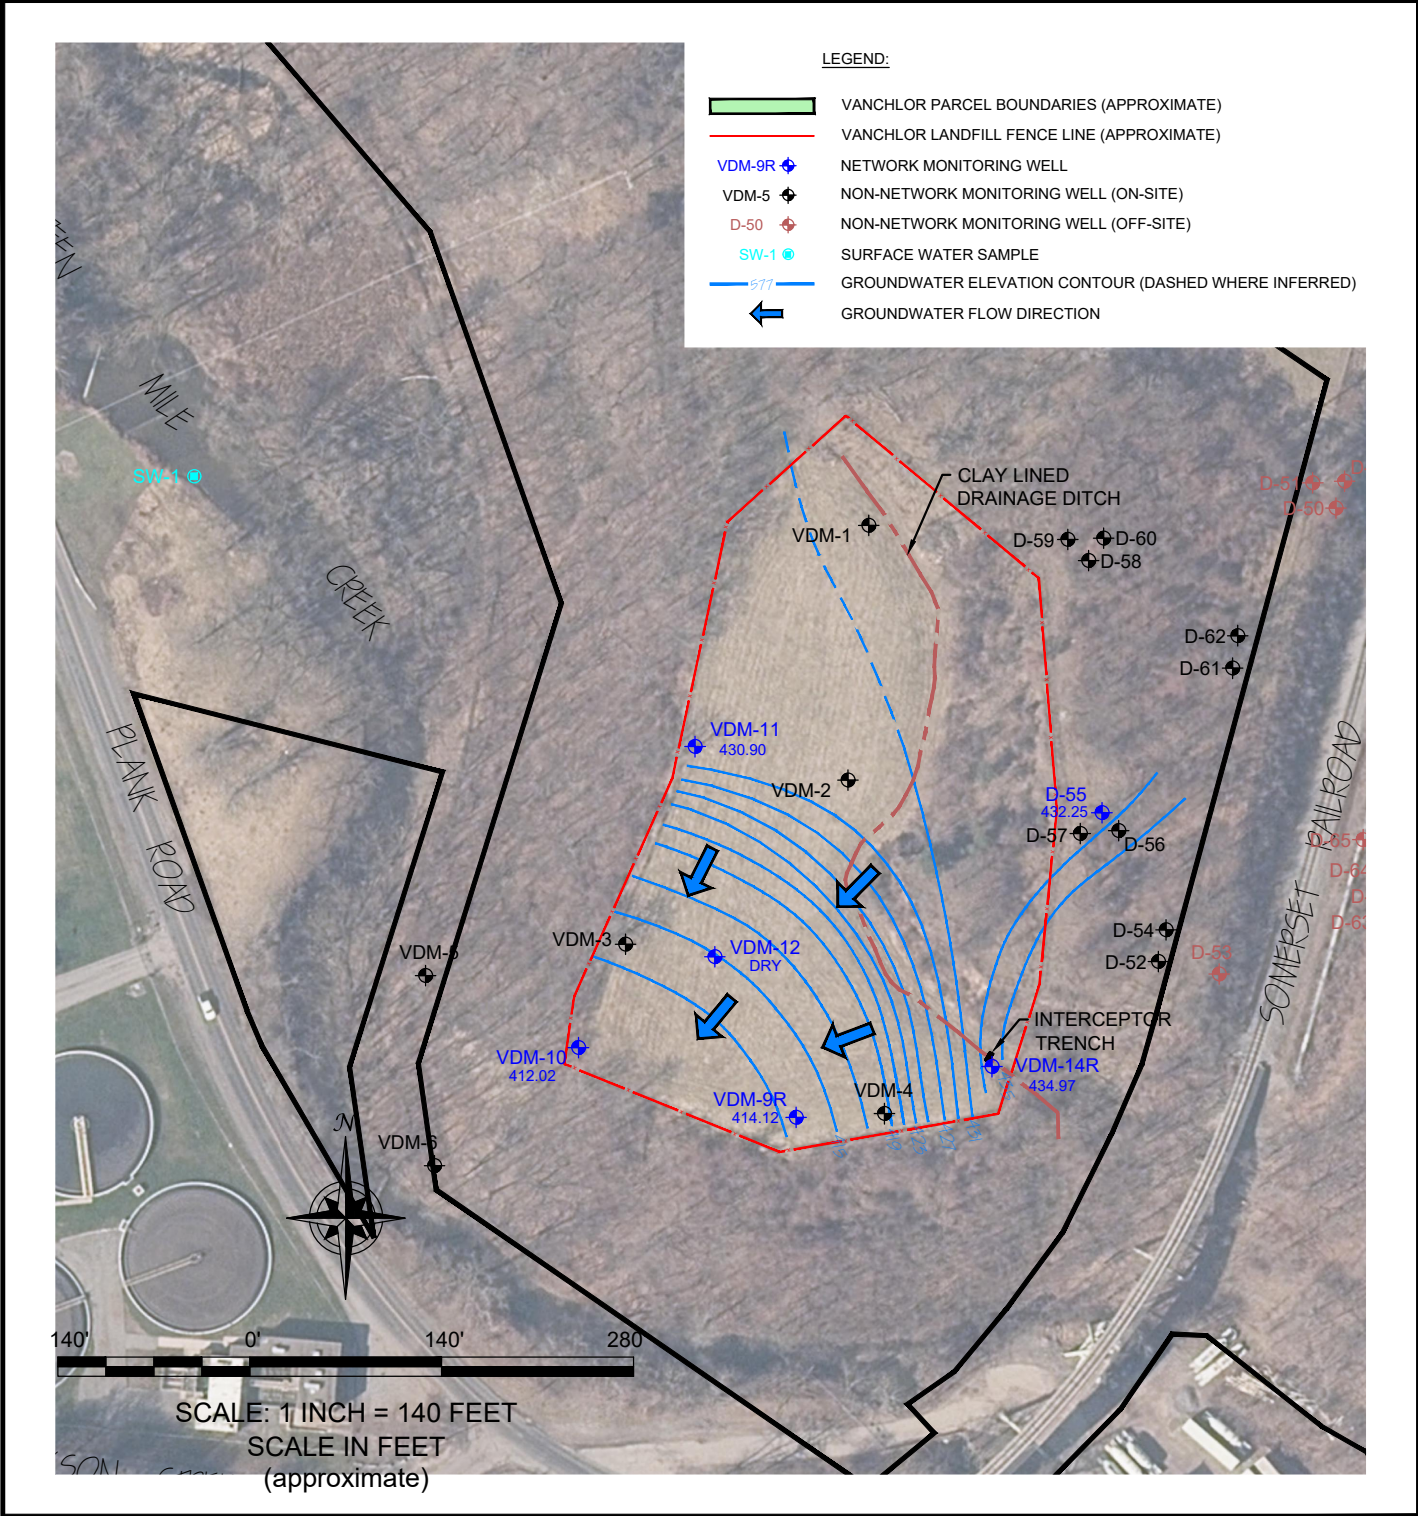 LEGEND:
VANCHLOR PARCEL BOUNDARIES (APPROXIMATE)
VANCHLOR LANDFILL FENCE LINE (APPROXIMATE)
VDM-9R NETWORK MONITORING WELL
VDM-5 NON-NETWORK MONITORING WELL (ON-SITE)
D-50 NON-NETWORK MONITORING WELL (OFF-SITE)
SW-1 SURFACE WATER SAMPLE
577 GROUNDWATER ELEVATION CONTOUR (DASHED WHERE INFERRED)
GROUNDWATER FLOW DIRECTION
MILE
CREEK
SW-1
CLAY LINED
DRAINAGE DITCH
VDM-1
D-59
D-60
D-58
D-51
D-50
D-62
D-61
VDM-11
430.90
VDM-2
D-55
432.25
D-57
D-56
PLANK
ROAD
SOMERSET
RAILROAD
VDM-3
VDM-12
DRY
D-54
D-52
D-53
VDM-5
INTERCEPTOR
TRENCH
VDM-10
412.02
VDM-14R
434.97
VDM-9R
414.12
VDM-4
VDM-6
N
140'
0'
140'
280
SCALE: 1 INCH = 140 FEET
SCALE IN FEET
(approximate)